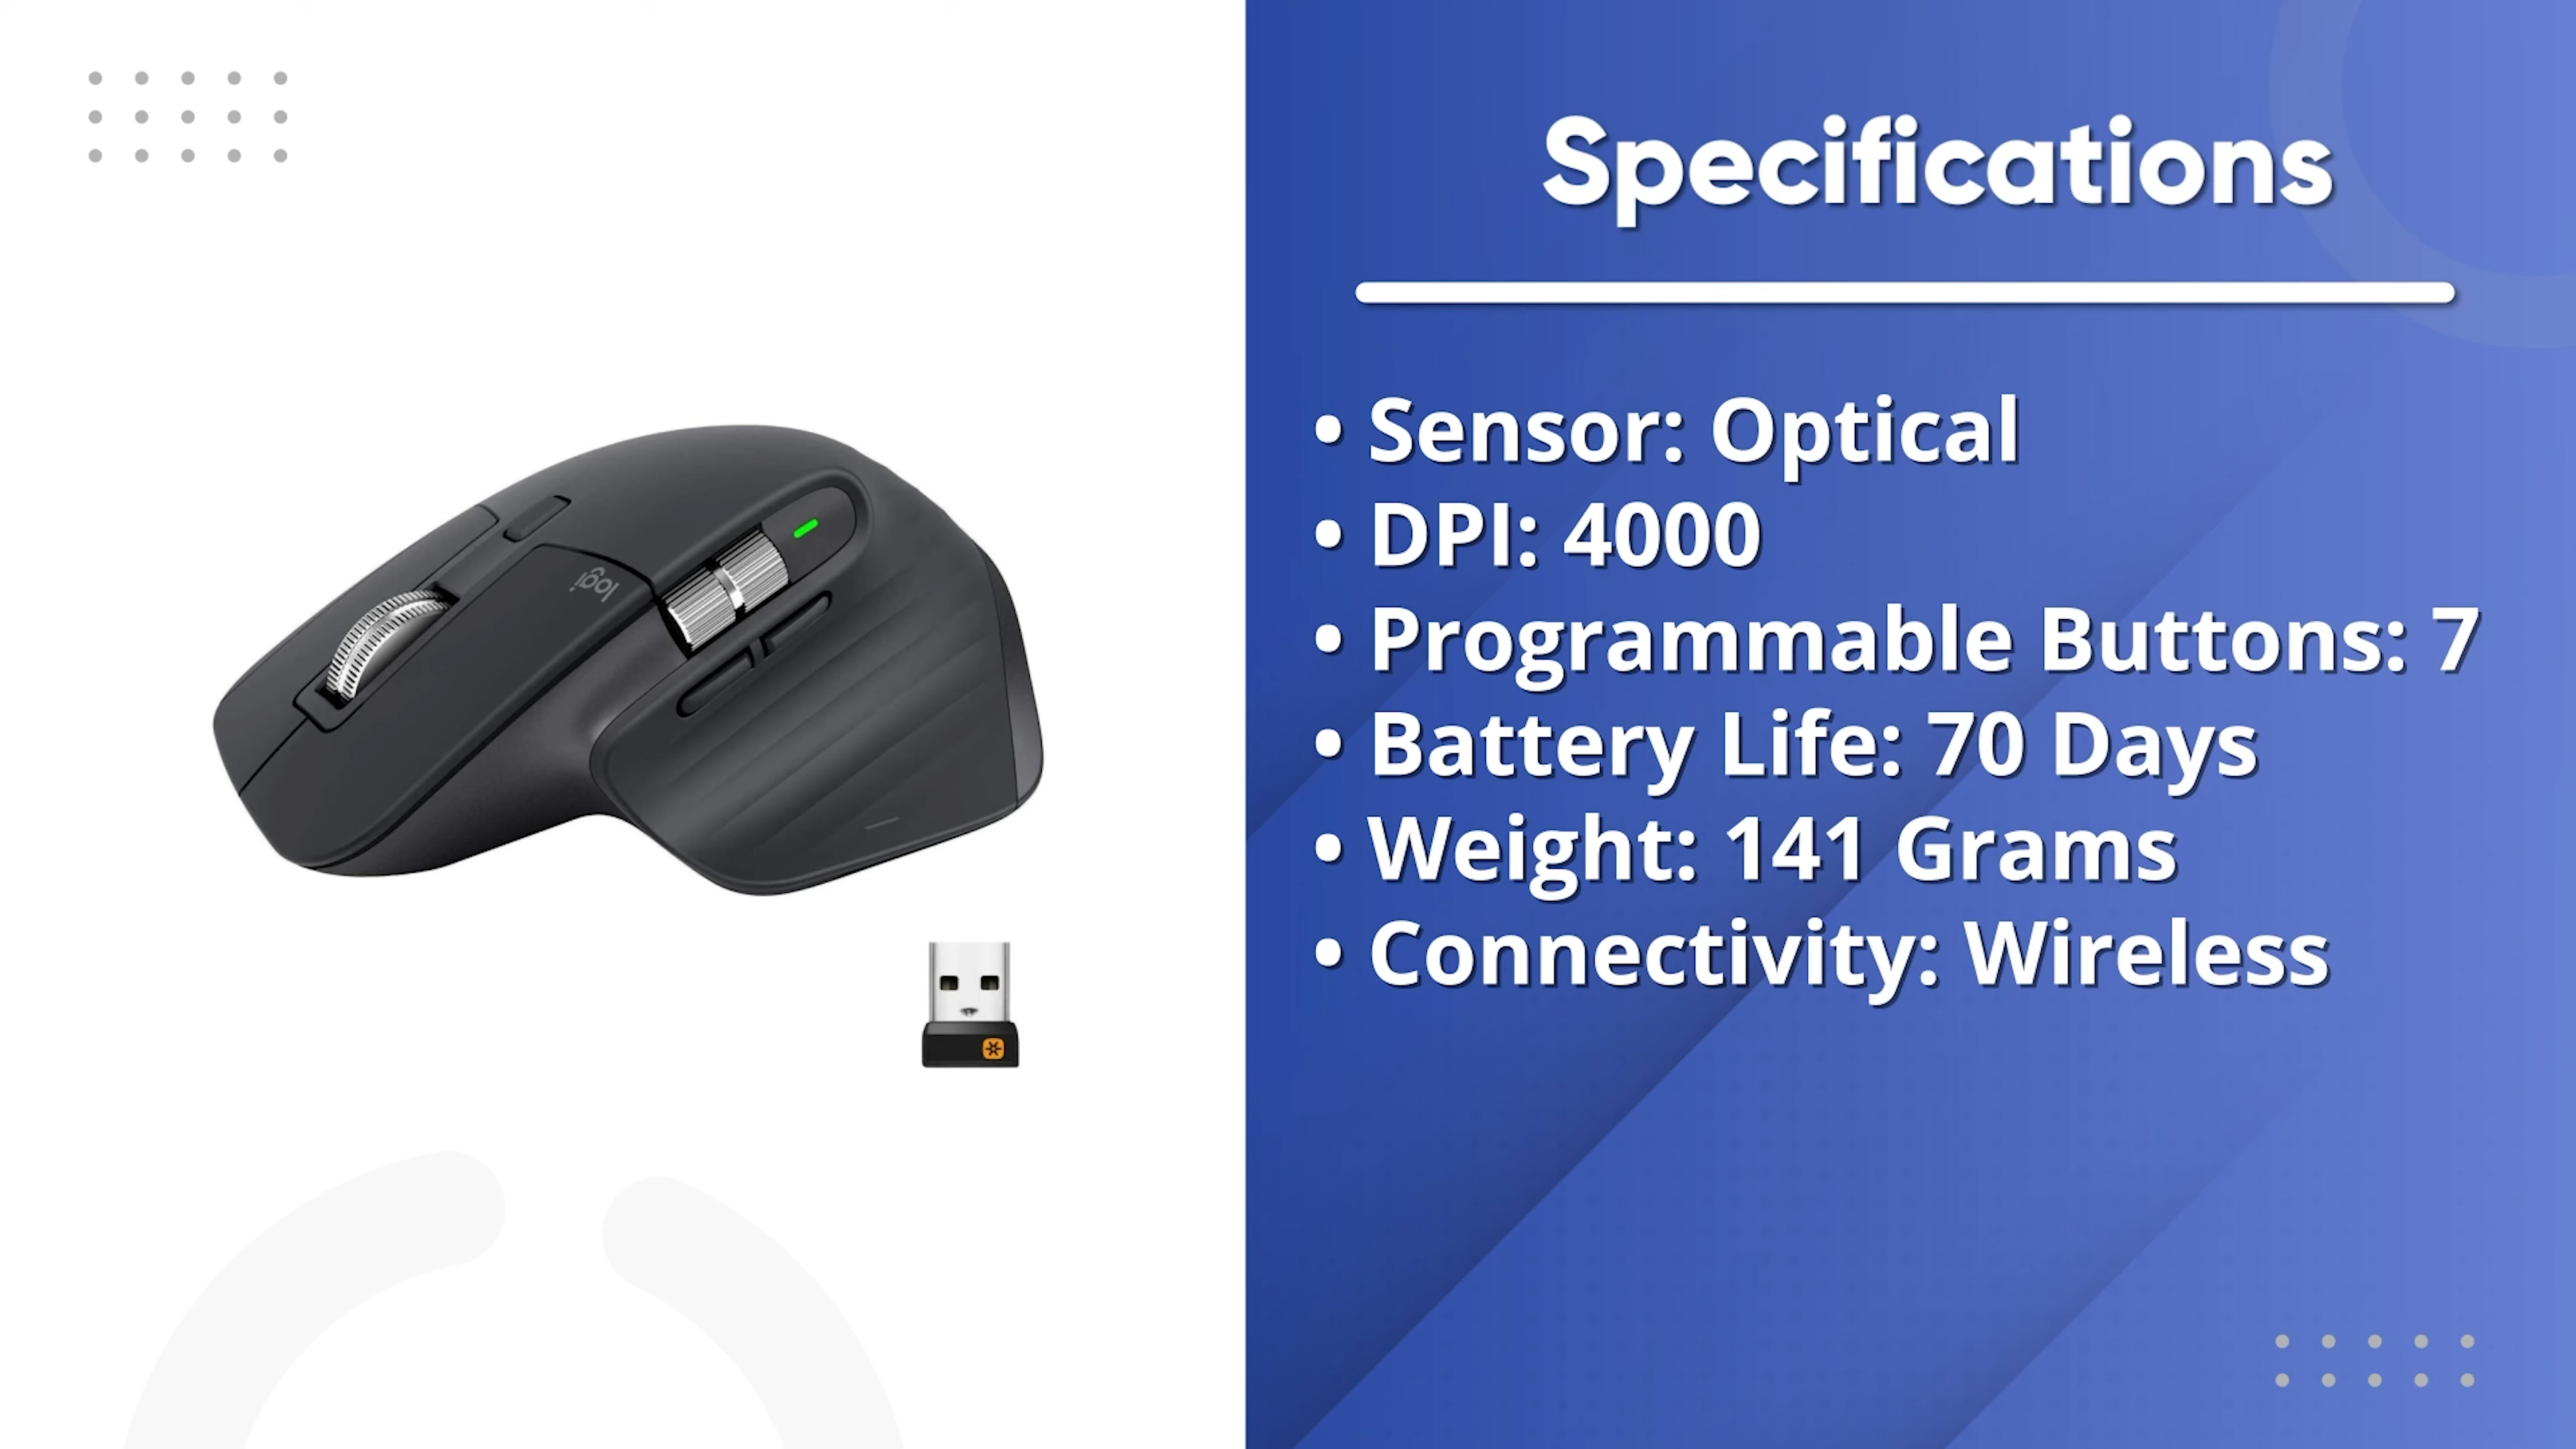 logi
Specifications
• Sensor: Optical
• DPI: 4000
• Programmable Buttons: 7
• Battery Life: 70 Days
• Weight: 141 Grams
• Connectivity: Wireless